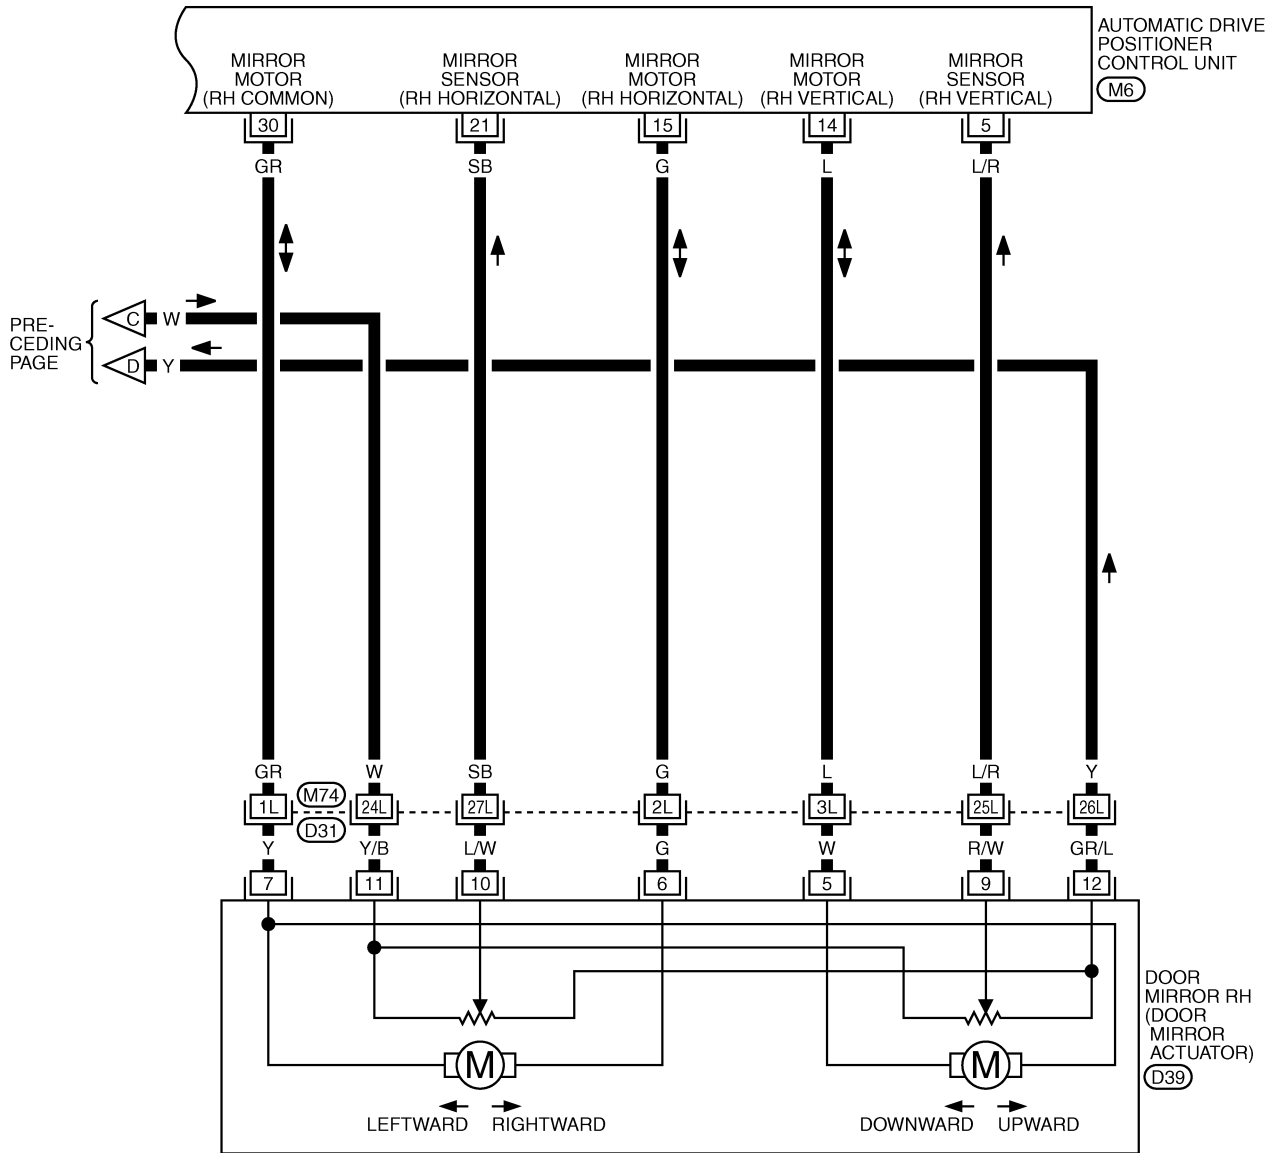 AUTOMATIC DRIVE
POSITIONER
CONTROL UNIT
M6
MIRROR
MOTOR
(RH COMMON)
MIRROR
SENSOR
(RH HORIZONTAL)
MIRROR
MOTOR
(RH HORIZONTAL)
MIRROR
MOTOR
(RH VERTICAL)
MIRROR
SENSOR
(RH VERTICAL)
30 21 15 14 5
GR SB G L L/R
PRE-
CEDING
PAGE
C W
D Y
GR W SB G L L/R Y
M74
1L 24L 27L 2L 3L 25L 26L
D31
Y Y/B L/W G W R/W GR/L
7 11 10 6 5 9 12
DOOR
MIRROR RH
(DOOR
MIRROR
ACTUATOR)
D39
M M
LEFTWARD RIGHTWARD DOWNWARD UPWARD